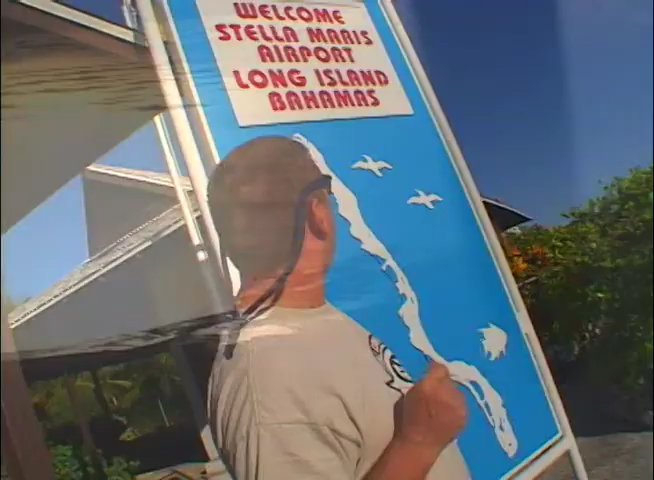 WELCOME
STELLA MARIS
AIRPORT
LONG ISLAND
BAHAMAS